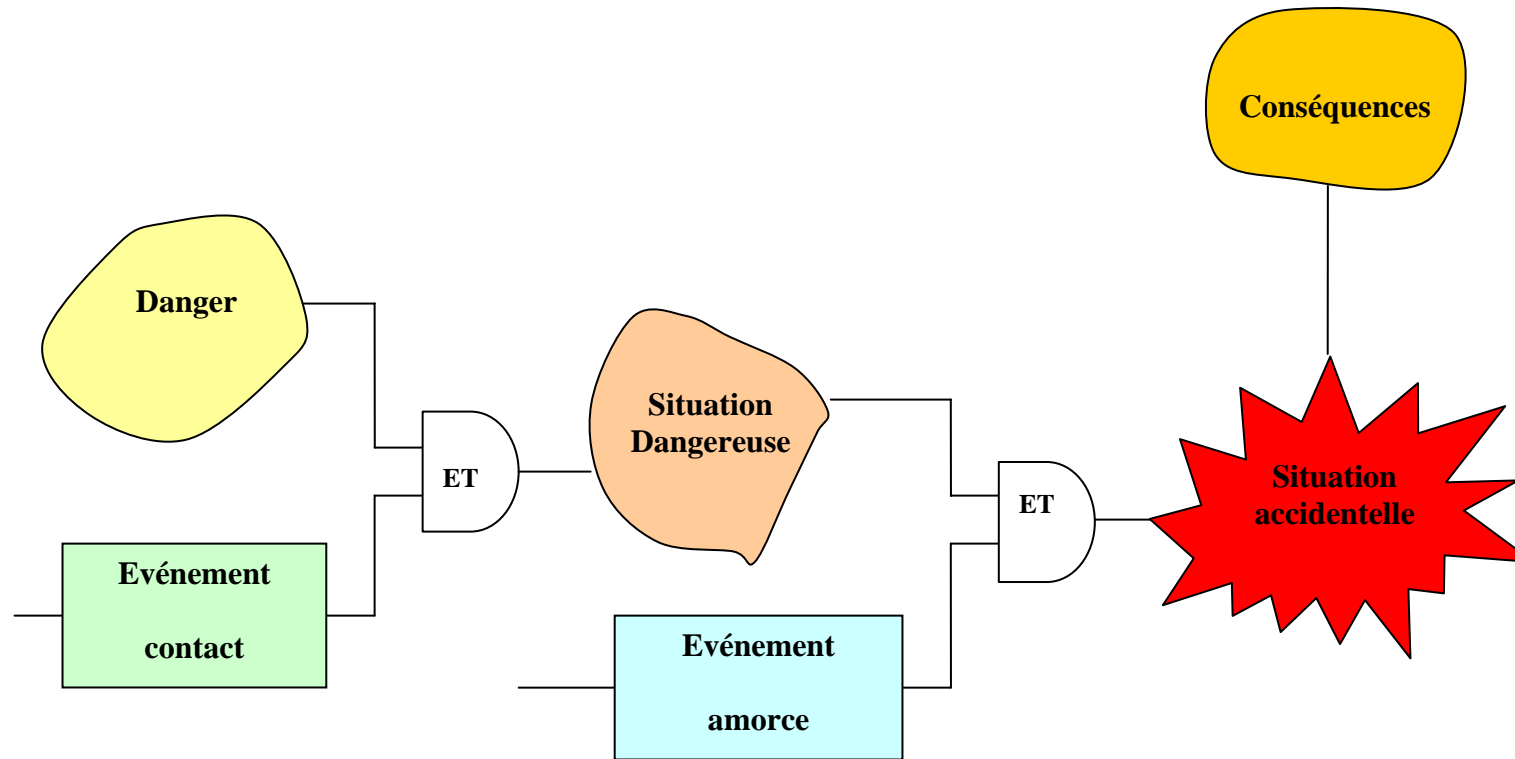 Conséquences
Danger
Situation
Dangereuse
ET
Evénement
contact
ET
Situation
accidentelle
Evénement
amorce